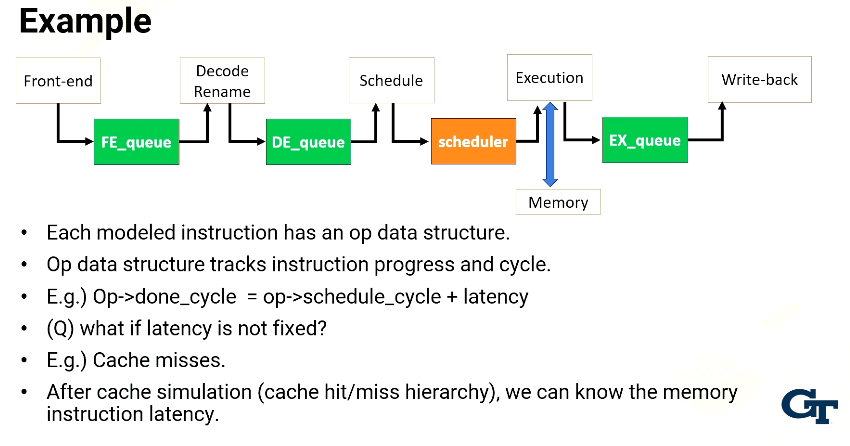 Example
Front-end
Decode
Rename
Schedule
Execution
Write-back
FE_queue
DE_queue
scheduler
EX_queue
Memory
• Each modeled instruction has an op data structure.
• Op data structure tracks instruction progress and cycle.
• E.g.) Op->done_cycle = op->schedule_cycle + latency
• (Q) what if latency is not fixed?
• E.g.) Cache misses.
• After cache simulation (cache hit/miss hierarchy), we can know the memory
instruction latency.
GT